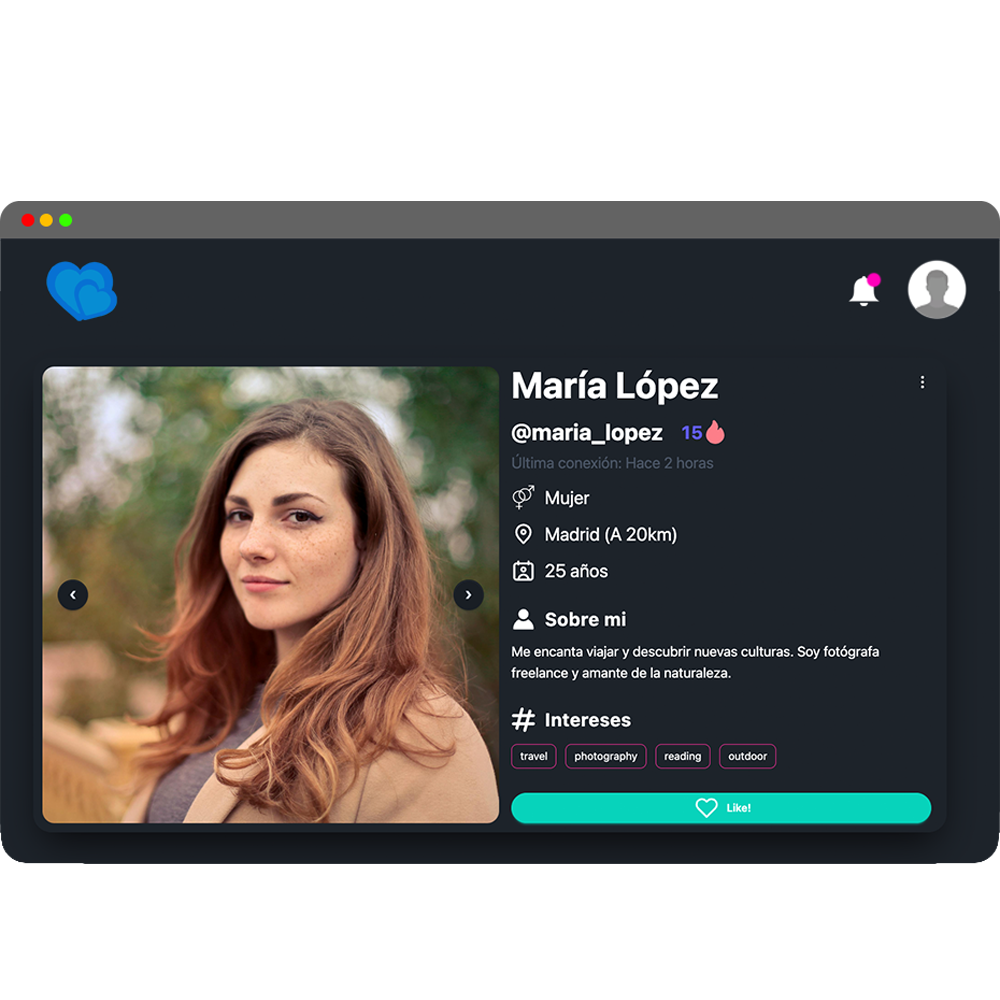 María López
@maria_lopez 15
Última conexión: Hace 2 horas
Mujer
Madrid (A 20km)
25 años
Sobre mi
Me encanta viajar y descubrir nuevas culturas. Soy fotógrafa
freelance y amante de la naturaleza.
Intereses
travel photography reading outdoor
Like!